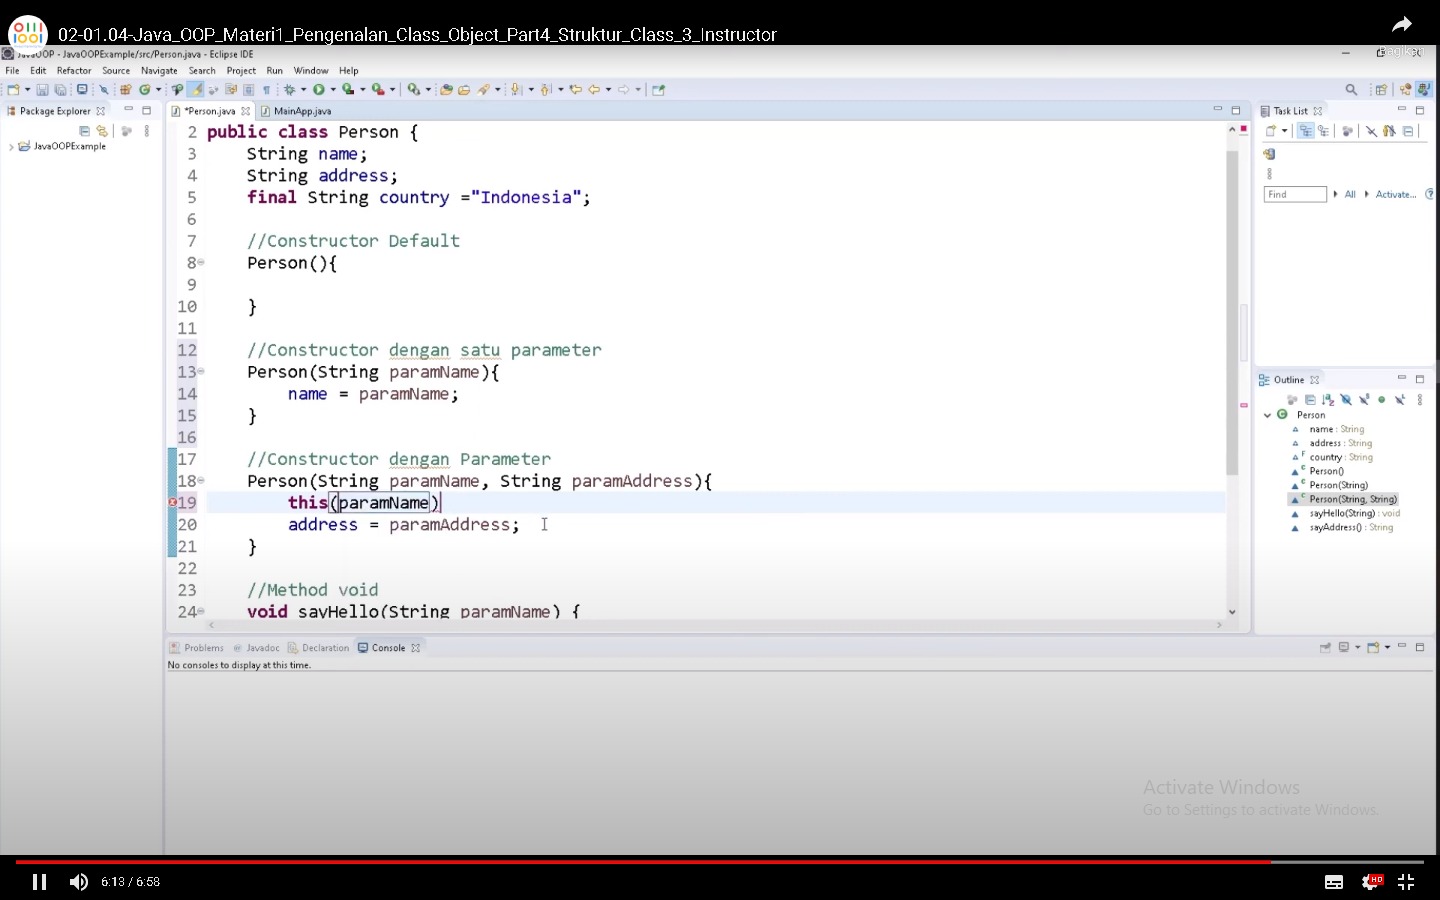 02-01.04-Java_OOP_Materi1_Pengenalan_Class_Object_Part4_Struktur_Class_3_Instructor
JavaOOP - JavaOOPExample/src/Person.java - Eclipse IDE
Bagikan
File Edit Refactor Source Navigate Search Project Run Window Help
Package Explorer
JavaOOPExample
*Person.java MainApp.java
2 public class Person {
3 String name;
4 String address;
5 final String country ="Indonesia";
6
7 //Constructor Default
8 Person(){
9
10 }
11
12 //Constructor dengan satu parameter
13 Person(String paramName){
14 name = paramName;
15 }
16
17 //Constructor dengan Parameter
18 Person(String paramName, String paramAddress){
19 this(paramName)
20 address = paramAddress;
21 }
22
23 //Method void
24 void sayHello(String paramName) {
Task List
Find All Activate...
Outline
Person
name : String
address : String
country : String
Person()
Person(String)
Person(String, String)
sayHello(String) : void
sayAddress() : String
Problems Javadoc Declaration Console
No consoles to display at this time.
Activate Windows
Go to Settings to activate Windows.
6:13 / 6:58
HD